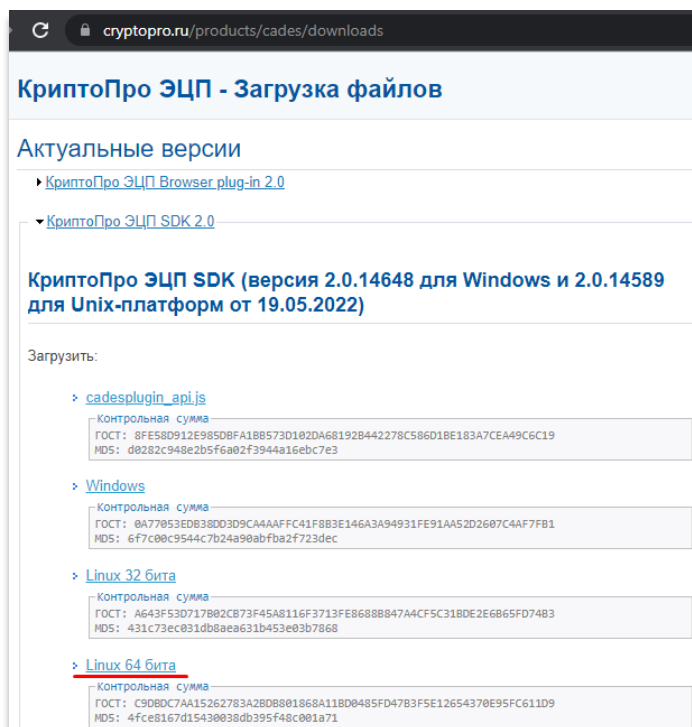 cryptopro.ru/products/cades/downloads
КриптоПро ЭЦП - Загрузка файлов
Актуальные версии
КриптоПро ЭЦП Browser plug-in 2.0
КриптоПро ЭЦП SDK 2.0
КриптоПро ЭЦП SDK (версия 2.0.14648 для Windows и 2.0.14589
для Unix-платформ от 19.05.2022)
Загрузить:
cadesplugin_api.js
Контрольная сумма
ГОСТ: 8FE58D912E985DBFA1BB573D102DA68192B442278C586D1BE183A7CEA49C6C19
MD5: d0282c948e2b5f6a02f3944a16ebc7e3
Windows
Контрольная сумма
ГОСТ: 0A77053EDB38DD3D9CA4AAFFC41F8B3E146A3A94931FE91AA52D2607C4AF7FB1
MD5: 6f7c00c9544c7b24a90abfba2f723dec
Linux 32 бита
Контрольная сумма
ГОСТ: A643F53D717B02CB73F45A8116F3713FE8688B847A4CF5C31BDE2E6B65FD74B3
MD5: 431c73ec031db8aea631b453e03b7868
Linux 64 бита
Контрольная сумма
ГОСТ: C9DBDC7AA15262783A2BDB801868A11BD0485FD47B3F5E12654370E95FC611D9
MD5: 4fce8167d15430038db395f48c001a71